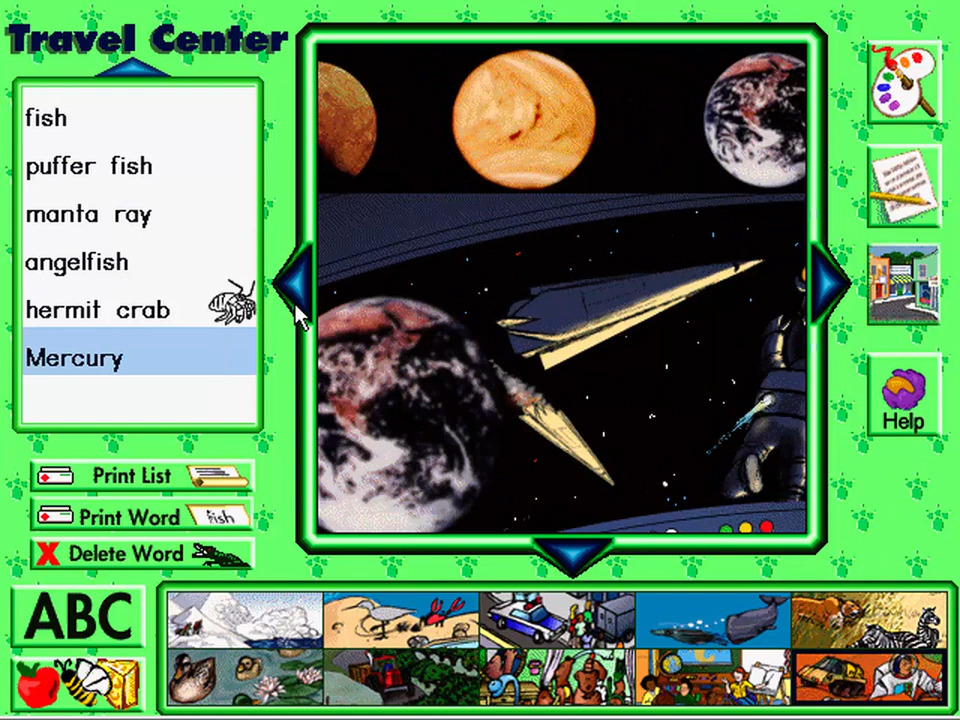 Travel Center
fish
puffer fish
manta ray
angelfish
hermit crab
Mercury
Print List
Print Word fish
Delete Word
ABC
Help